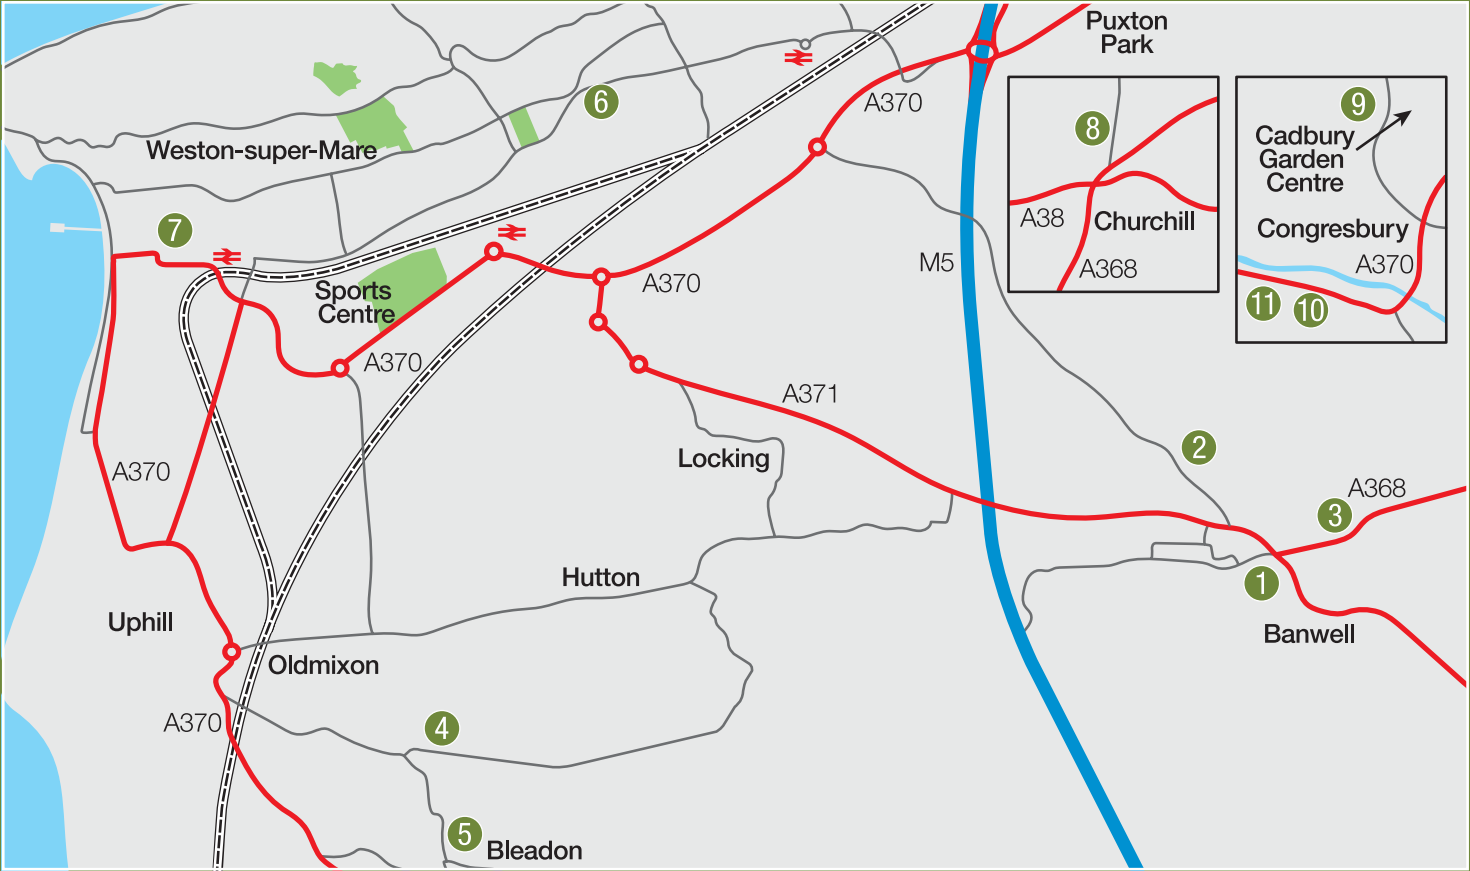 Puxton
Park
6
A370
8
9
Cadbury
Garden
Centre
Weston-super-Mare
7
A38
Churchill
Congresbury
M5
A368
A370
A370
Sports
Centre
11
10
A370
A371
2
Locking
A370
A368
3
Hutton
1
Uphill
Banwell
Oldmixon
A370
4
5
Bleadon